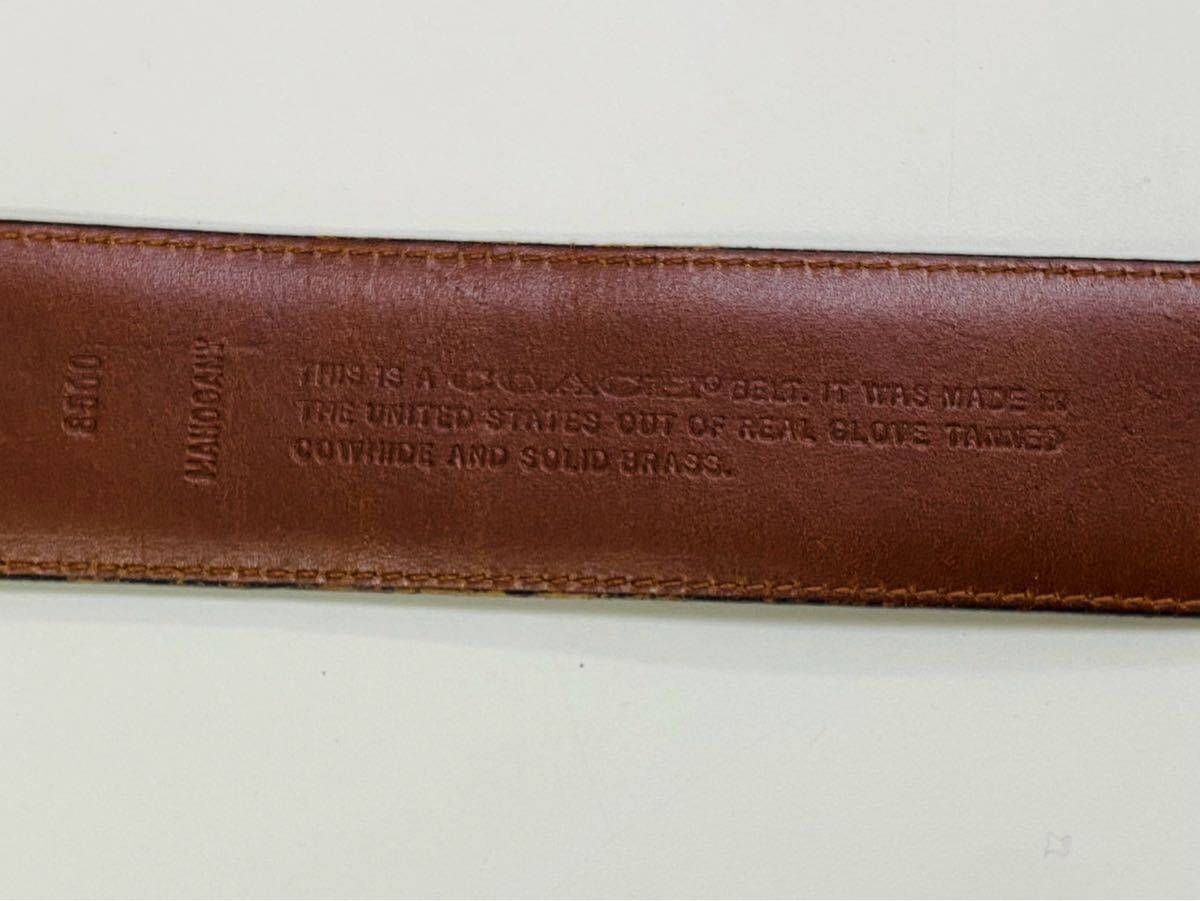 8510
MAHOGANY
THIS IS A COACH® BELT. IT WAS MADE IN
THE UNITED STATES OUT OF REAL GLOVE TANNED
COWHIDE AND SOLID BRASS.